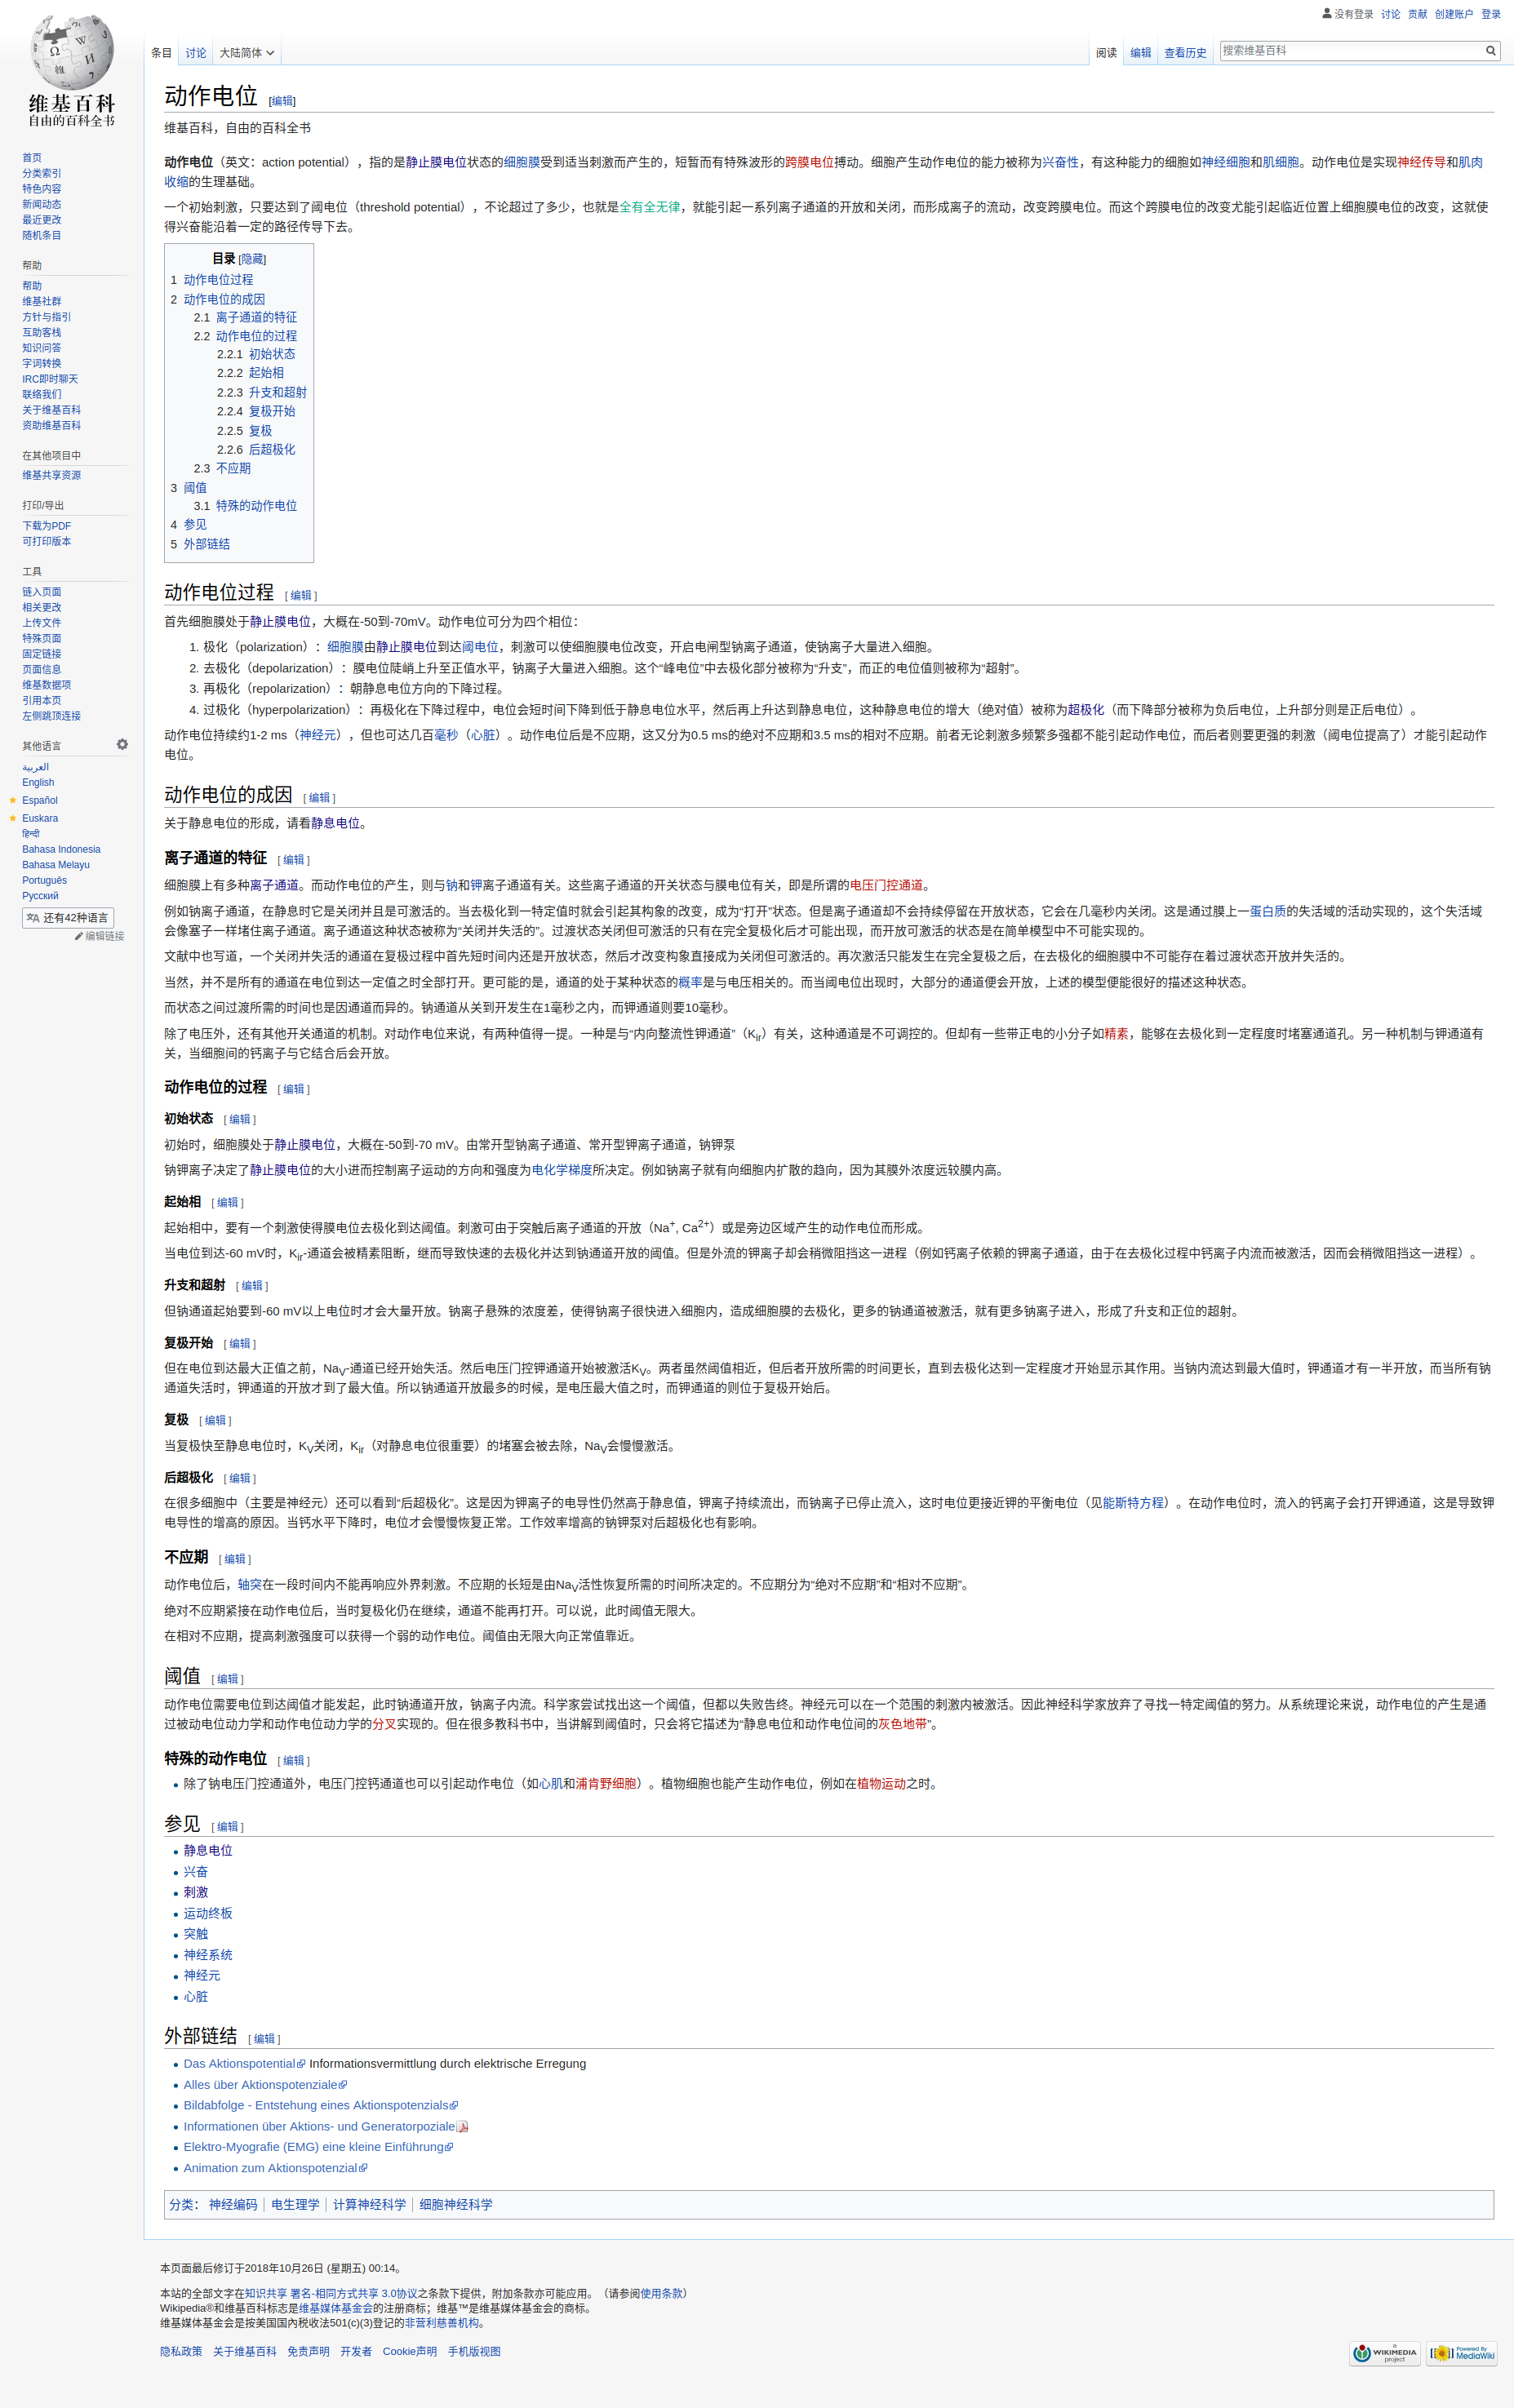 没有登录 讨论 贡献 创建账户 登录
条目 讨论 大陆简体 阅读 编辑 查看历史 搜索维基百科
维基百科
自由的百科全书
首页
分类索引
特色内容
新闻动态
最近更改
随机条目
帮助
帮助
维基社群
方针与指引
互助客栈
知识问答
字词转换
IRC即时聊天
联络我们
关于维基百科
资助维基百科
在其他项目中
维基共享资源
打印/导出
下载为PDF
可打印版本
工具
链入页面
相关更改
上传文件
特殊页面
固定链接
页面信息
维基数据项
引用本页
左侧跳顶连接
其他语言
العربية
English
Español
Euskara
हिन्दी
Bahasa Indonesia
Bahasa Melayu
Português
Русский
还有42种语言
编辑链接
动作电位 [编辑]
维基百科，自由的百科全书
动作电位（英文：action potential），指的是静止膜电位状态的细胞膜受到适当刺激而产生的，短暂而有特殊波形的跨膜电位搏动。细胞产生动作电位的能力被称为兴奋性，有这种能力的细胞如神经细胞和肌细胞。动作电位是实现神经传导和肌肉
收缩的生理基础。
一个初始刺激，只要达到了阈电位（threshold potential），不论超过了多少，也就是全有全无律，就能引起一系列离子通道的开放和关闭，而形成离子的流动，改变跨膜电位。而这个跨膜电位的改变尤能引起临近位置上细胞膜电位的改变，这就使
得兴奋能沿着一定的路径传导下去。
目录 [隐藏]
1 动作电位过程
2 动作电位的成因
2.1 离子通道的特征
2.2 动作电位的过程
2.2.1 初始状态
2.2.2 起始相
2.2.3 升支和超射
2.2.4 复极开始
2.2.5 复极
2.2.6 后超极化
2.3 不应期
3 阈值
3.1 特殊的动作电位
4 参见
5 外部链结
动作电位过程 [ 编辑 ]
首先细胞膜处于静止膜电位，大概在-50到-70mV。动作电位可分为四个相位：
1. 极化（polarization）：细胞膜由静止膜电位到达阈电位，刺激可以使细胞膜电位改变，开启电闸型钠离子通道，使钠离子大量进入细胞。
2. 去极化（depolarization）：膜电位陡峭上升至正值水平，钠离子大量进入细胞。这个“峰电位”中去极化部分被称为“升支”，而正的电位值则被称为“超射”。
3. 再极化（repolarization）：朝静息电位方向的下降过程。
4. 过极化（hyperpolarization）：再极化在下降过程中，电位会短时间下降到低于静息电位水平，然后再上升达到静息电位，这种静息电位的增大（绝对值）被称为超极化（而下降部分被称为负后电位，上升部分则是正后电位）。
动作电位持续约1-2 ms（神经元），但也可达几百毫秒（心脏）。动作电位后是不应期，这又分为0.5 ms的绝对不应期和3.5 ms的相对不应期。前者无论刺激多频繁多强都不能引起动作电位，而后者则要更强的刺激（阈电位提高了）才能引起动作
电位。
动作电位的成因 [ 编辑 ]
关于静息电位的形成，请看静息电位。
离子通道的特征 [ 编辑 ]
细胞膜上有多种离子通道。而动作电位的产生，则与钠和钾离子通道有关。这些离子通道的开关状态与膜电位有关，即是所谓的电压门控通道。
例如钠离子通道，在静息时它是关闭并且是可激活的。当去极化到一特定值时就会引起其构象的改变，成为“打开”状态。但是离子通道却不会持续停留在开放状态，它会在几毫秒内关闭。这是通过膜上一蛋白质的失活域的活动实现的，这个失活域
会像塞子一样堵住离子通道。离子通道这种状态被称为“关闭并失活的”。过渡状态关闭但可激活的只有在完全复极化后才可能出现，而开放可激活的状态是在简单模型中不可能实现的。
文献中也写道，一个关闭并失活的通道在复极过程中首先短时间内还是开放状态，然后才改变构象直接成为关闭但可激活的。再次激活只能发生在完全复极之后，在去极化的细胞膜中不可能存在着过渡状态开放并失活的。
当然，并不是所有的通道在电位到达一定值之时全部打开。更可能的是，通道的处于某种状态的概率是与电压相关的。而当阈电位出现时，大部分的通道便会开放，上述的模型便能很好的描述这种状态。
而状态之间过渡所需的时间也是因通道而异的。钠通道从关到开发生在1毫秒之内，而钾通道则要10毫秒。
除了电压外，还有其他开关通道的机制。对动作电位来说，有两种值得一提。一种是与“内向整流性钾通道”（Kir）有关，这种通道是不可调控的。但却有一些带正电的小分子如精素，能够在去极化到一定程度时堵塞通道孔。另一种机制与钾通道有
关，当细胞间的钙离子与它结合后会开放。
动作电位的过程 [ 编辑 ]
初始状态 [ 编辑 ]
初始时，细胞膜处于静止膜电位，大概在-50到-70 mV。由常开型钠离子通道、常开型钾离子通道，钠钾泵
钠钾离子决定了静止膜电位的大小进而控制离子运动的方向和强度为电化学梯度所决定。例如钠离子就有向细胞内扩散的趋向，因为其膜外浓度远较膜内高。
起始相 [ 编辑 ]
起始相中，要有一个刺激使得膜电位去极化到达阈值。刺激可由于突触后离子通道的开放（Na+, Ca2+）或是旁边区域产生的动作电位而形成。
当电位到达-60 mV时，Kir-通道会被精素阻断，继而导致快速的去极化并达到钠通道开放的阈值。但是外流的钾离子却会稍微阻挡这一进程（例如钙离子依赖的钾离子通道，由于在去极化过程中钙离子内流而被激活，因而会稍微阻挡这一进程）。
升支和超射 [ 编辑 ]
但钠通道起始要到-60 mV以上电位时才会大量开放。钠离子悬殊的浓度差，使得钠离子很快进入细胞内，造成细胞膜的去极化，更多的钠通道被激活，就有更多钠离子进入，形成了升支和正位的超射。
复极开始 [ 编辑 ]
但在电位到达最大正值之前，NaV-通道已经开始失活。然后电压门控钾通道开始被激活KV。两者虽然阈值相近，但后者开放所需的时间更长，直到去极化达到一定程度才开始显示其作用。当钠内流达到最大值时，钾通道才有一半开放，而当所有钠
通道失活时，钾通道的开放才到了最大值。所以钠通道开放最多的时候，是电压最大值之时，而钾通道的则位于复极开始后。
复极 [ 编辑 ]
当复极快至静息电位时，KV关闭，Kir（对静息电位很重要）的堵塞会被去除，NaV会慢慢激活。
后超极化 [ 编辑 ]
在很多细胞中（主要是神经元）还可以看到“后超极化”。这是因为钾离子的电导性仍然高于静息值，钾离子持续流出，而钠离子已停止流入，这时电位更接近钾的平衡电位（见能斯特方程）。在动作电位时，流入的钙离子会打开钾通道，这是导致钾
电导性的增高的原因。当钙水平下降时，电位才会慢慢恢复正常。工作效率增高的钠钾泵对后超极化也有影响。
不应期 [ 编辑 ]
动作电位后，轴突在一段时间内不能再响应外界刺激。不应期的长短是由NaV活性恢复所需的时间所决定的。不应期分为“绝对不应期”和“相对不应期”。
绝对不应期紧接在动作电位后，当时复极化仍在继续，通道不能再打开。可以说，此时阈值无限大。
在相对不应期，提高刺激强度可以获得一个弱的动作电位。阈值由无限大向正常值靠近。
阈值 [ 编辑 ]
动作电位需要电位到达阈值才能发起，此时钠通道开放，钠离子内流。科学家尝试找出这一个阈值，但都以失败告终。神经元可以在一个范围的刺激内被激活。因此神经科学家放弃了寻找一特定阈值的努力。从系统理论来说，动作电位的产生是通
过被动电位动力学和动作电位动力学的分叉实现的。但在很多教科书中，当讲解到阈值时，只会将它描述为“静息电位和动作电位间的灰色地带”。
特殊的动作电位 [ 编辑 ]
除了钠电压门控通道外，电压门控钙通道也可以引起动作电位（如心肌和浦肯野细胞）。植物细胞也能产生动作电位，例如在植物运动之时。
参见 [ 编辑 ]
静息电位
兴奋
刺激
运动终板
突触
神经系统
神经元
心脏
外部链结 [ 编辑 ]
Das Aktionspotential Informationsvermittlung durch elektrische Erregung
Alles über Aktionspotenziale
Bildabfolge - Entstehung eines Aktionspotenzials
Informationen über Aktions- und Generatorpoziale
Elektro-Myografie (EMG) eine kleine Einführung
Animation zum Aktionspotenzial
分类： 神经编码 电生理学 计算神经科学 细胞神经科学
本页面最后修订于2018年10月26日 (星期五) 00:14。
本站的全部文字在知识共享 署名-相同方式共享 3.0协议之条款下提供，附加条款亦可能应用。（请参阅使用条款）
Wikipedia®和维基百科标志是维基媒体基金会的注册商标；维基™是维基媒体基金会的商标。
维基媒体基金会是按美国国内税收法501(c)(3)登记的非营利慈善机构。
隐私政策 关于维基百科 免责声明 开发者 Cookie声明 手机版视图
a WIKIMEDIA project
Powered By MediaWiki